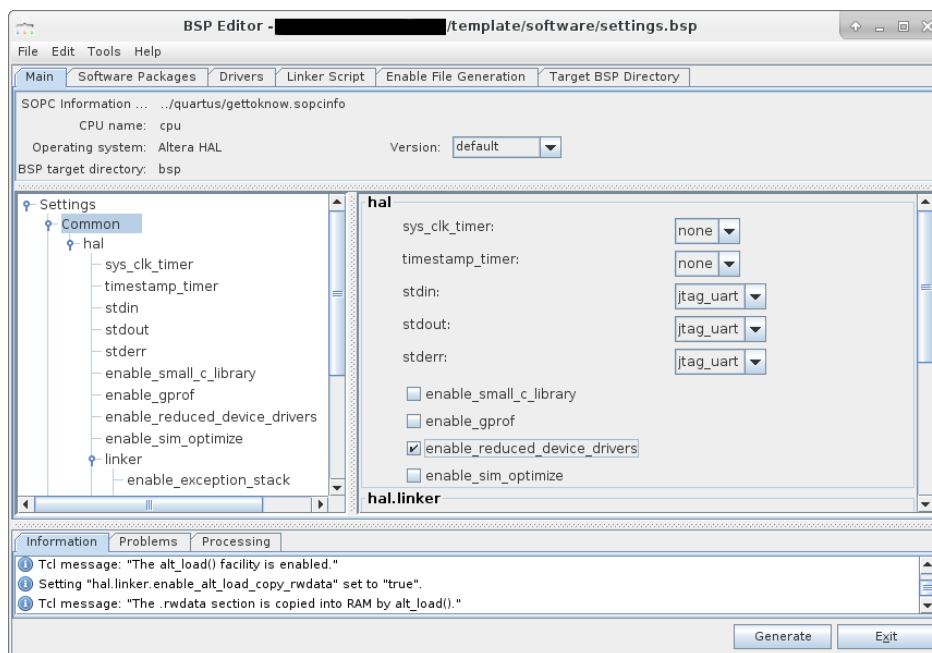 BSP Editor - /template/software/settings.bsp
File Edit Tools Help
Main Software Packages Drivers Linker Script Enable File Generation Target BSP Directory
SOPC Information ... ../quartus/gettoknow.sopcinfo
CPU name: cpu
Operating system: Altera HAL Version: default
BSP target directory: bsp
Settings
Common
hal
sys_clk_timer
timestamp_timer
stdin
stdout
stderr
enable_small_c_library
enable_gprof
enable_reduced_device_drivers
enable_sim_optimize
linker
enable_exception_stack
hal
sys_clk_timer: none
timestamp_timer: none
stdin: jtag_uart
stdout: jtag_uart
stderr: jtag_uart
enable_small_c_library
enable_gprof
enable_reduced_device_drivers
enable_sim_optimize
hal.linker
Information Problems Processing
Tcl message: "The alt_load() facility is enabled."
Setting "hal.linker.enable_alt_load_copy_rwdata" set to "true".
Tcl message: "The .rwdata section is copied into RAM by alt_load()."
Generate Exit